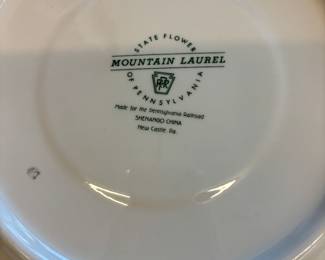 STATE FLOWER
MOUNTAIN LAUREL
PRR
OF PENNSYLVANIA
Made for the Pennsylvania Railroad
SHENANGO CHINA
New Castle Pa.